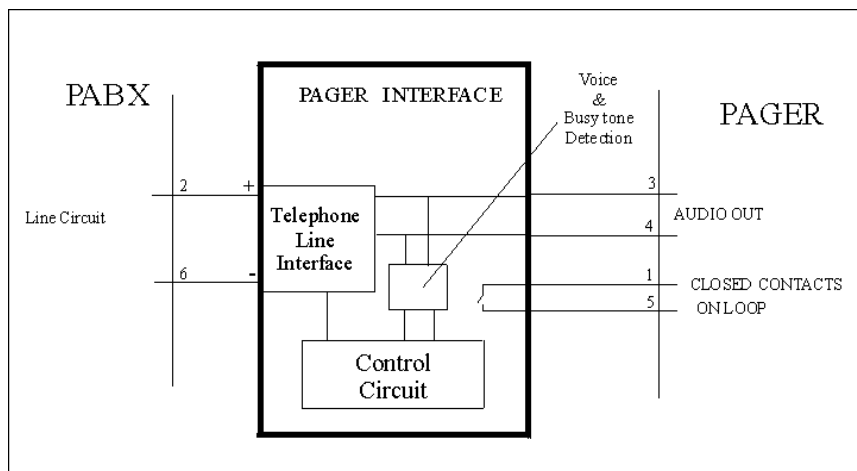 PABX
Line Circuit
2
+
6
-
PAGER INTERFACE
Telephone
Line
Interface
Control
Circuit
Voice
&
Busy tone
Detection
PAGER
3
AUDIO OUT
4
1
CLOSED CONTACTS
5
ON LOOP